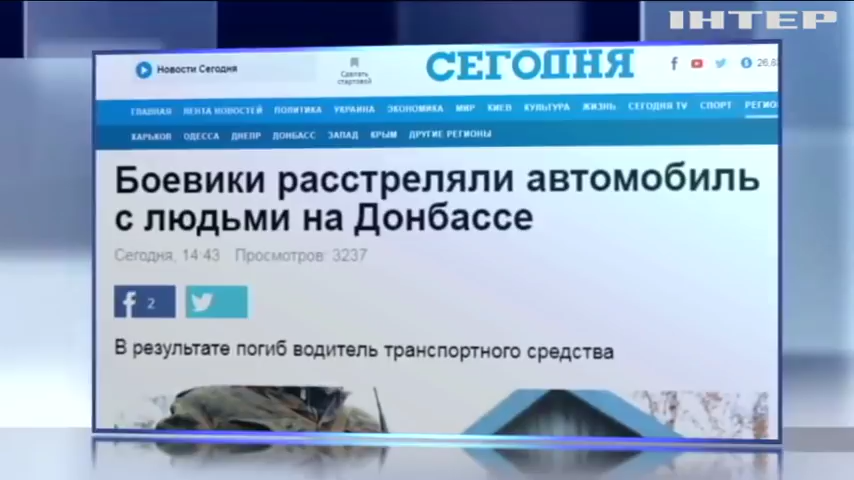 ІНТЕР
Новости Сегодня
Сделать
стартовой
СЕГОДНЯ
ГЛАВНАЯ ЛЕНТА НОВОСТЕЙ ПОЛИТИКА УКРАИНА ЭКОНОМИКА МИР КИЕВ КУЛЬТУРА ЖИЗНЬ СЕГОДНЯ TV СПОРТ
ХАРЬКОВ ОДЕССА ДНЕПР ДОНБАСС ЗАПАД КРЫМ ДРУГИЕ РЕГИОНЫ
Боевики расстреляли автомобиль
с людьми на Донбассе
Сегодня, 14:43 Просмотров: 3237
2
В результате погиб водитель транспортного средства